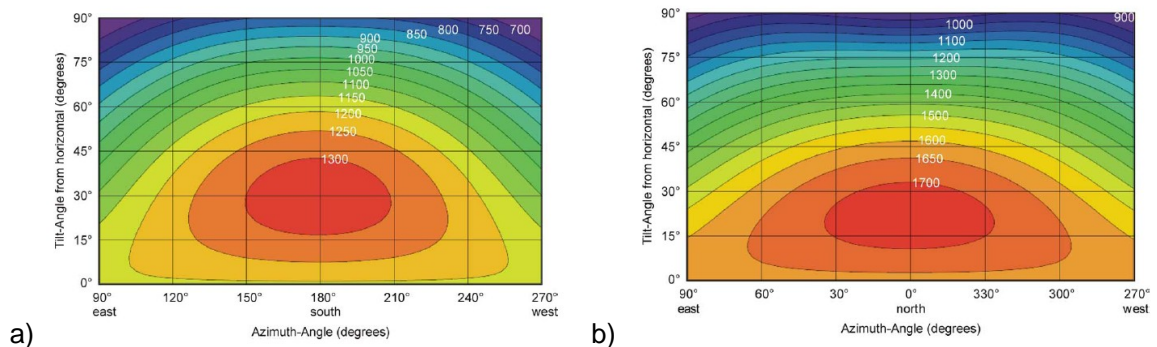 90°
75°
60°
45°
30°
15°
0°
Tilt-Angle from horizontal (degrees)
900 850 800 750 700
950
1000
1050
1100
1150
1200
1250
1300
90° 120° 150° 180° 210° 240° 270°
east south west
Azimuth-Angle (degrees)
a)
90°
75°
60°
45°
30°
15°
0°
Tilt-Angle from horizontal (degrees)
900
1000
1100
1200
1300
1400
1500
1600
1650
1700
90° 60° 30° 0° 330° 300° 270°
east north west
Azimuth-Angle (degrees)
b)